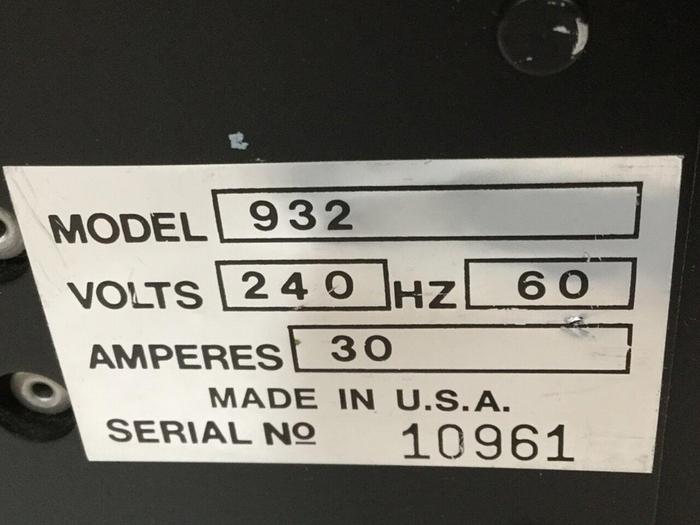 MODEL 932
VOLTS 240 HZ 60
AMPERES 30
MADE IN U.S.A.
SERIAL Nº 10961